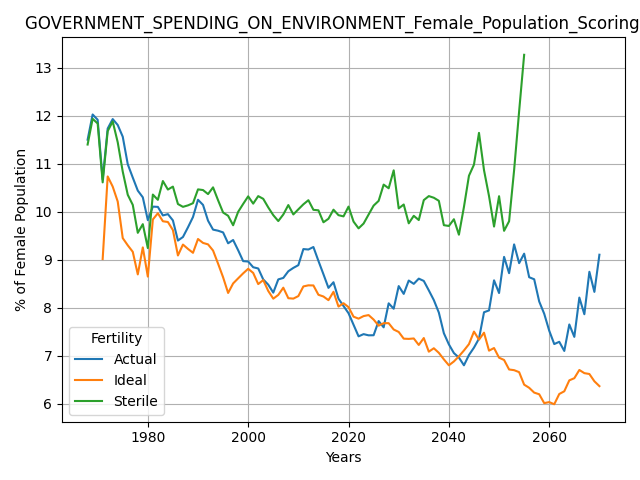 GOVERNMENT_SPENDING_ON_ENVIRONMENT_Female_Population_Scoring
% of Female Population
13
12
11
10
9
8
7
6
Fertility
Actual
Ideal
Sterile
1980
2000
2020
2040
2060
Years